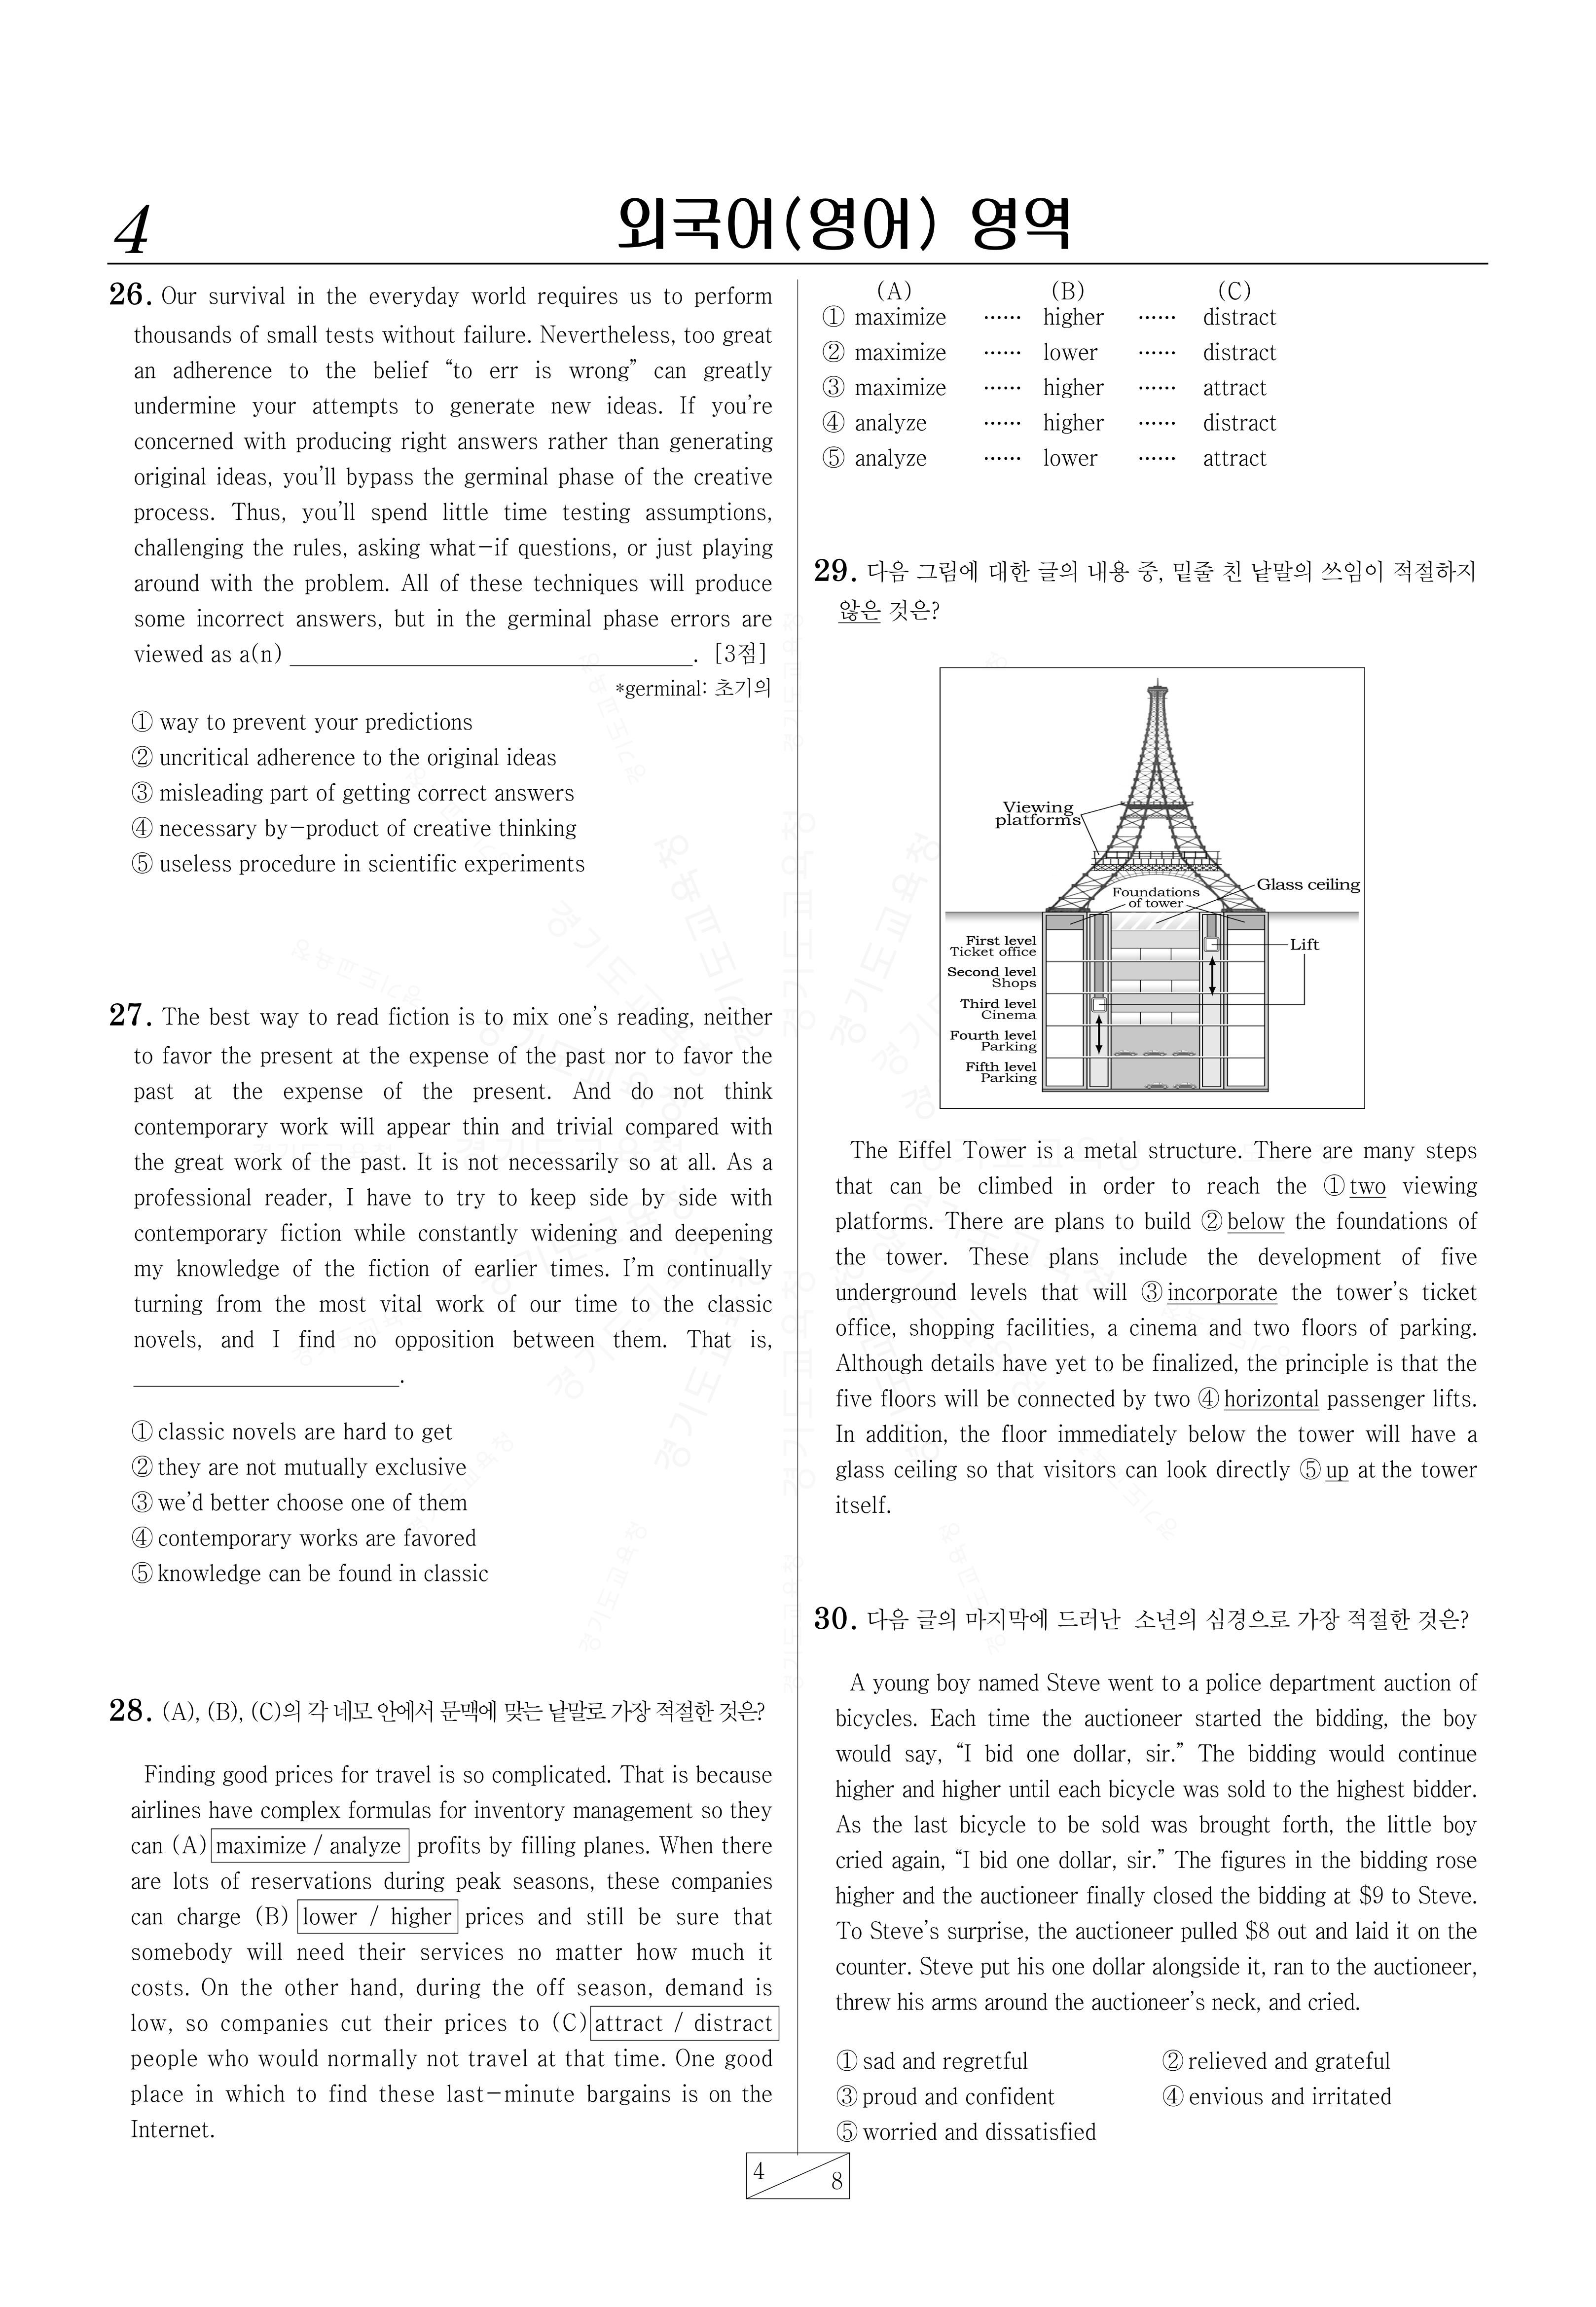 4
외국어(영어) 영역
26. Our survival in the everyday world requires us to perform
thousands of small tests without failure. Nevertheless, too great
an adherence to the belief “to err is wrong” can greatly
undermine your attempts to generate new ideas. If you’re
concerned with producing right answers rather than generating
original ideas, you’ll bypass the germinal phase of the creative
process. Thus, you’ll spend little time testing assumptions,
challenging the rules, asking what-if questions, or just playing
around with the problem. All of these techniques will produce
some incorrect answers, but in the germinal phase errors are
viewed as a(n) ______________________. [3점]
*germinal: 초기의
① way to prevent your predictions
② uncritical adherence to the original ideas
③ misleading part of getting correct answers
④ necessary by-product of creative thinking
⑤ useless procedure in scientific experiments
27. The best way to read fiction is to mix one’s reading, neither
to favor the present at the expense of the past nor to favor the
past at the expense of the present. And do not think
contemporary work will appear thin and trivial compared with
the great work of the past. It is not necessarily so at all. As a
professional reader, I have to try to keep side by side with
contemporary fiction while constantly widening and deepening
my knowledge of the fiction of earlier times. I’m continually
turning from the most vital work of our time to the classic
novels, and I find no opposition between them. That is,
______________________.
① classic novels are hard to get
② they are not mutually exclusive
③ we’d better choose one of them
④ contemporary works are favored
⑤ knowledge can be found in classic
28. (A), (B), (C)의 각 네모 안에서 문맥에 맞는 낱말로 가장 적절한 것은?
Finding good prices for travel is so complicated. That is because
airlines have complex formulas for inventory management so they
can (A) maximize / analyze profits by filling planes. When there
are lots of reservations during peak seasons, these companies
can charge (B) lower / higher prices and still be sure that
somebody will need their services no matter how much it
costs. On the other hand, during the off season, demand is
low, so companies cut their prices to (C) attract / distract
people who would normally not travel at that time. One good
place in which to find these last-minute bargains is on the
Internet.
(A) (B) (C)
① maximize ······ higher ······ distract
② maximize ······ lower ······ distract
③ maximize ······ higher ······ attract
④ analyze ······ higher ······ distract
⑤ analyze ······ lower ······ attract
29. 다음 그림에 대한 글의 내용 중, 밑줄 친 낱말의 쓰임이 적절하지
않은 것은?
Viewing
platforms
Glass ceiling
Foundations
of tower
Lift
First level
Ticket office
Second level
Shops
Third level
Cinema
Fourth level
Parking
Fifth level
Parking
The Eiffel Tower is a metal structure. There are many steps
that can be climbed in order to reach the ① two viewing
platforms. There are plans to build ② below the foundations of
the tower. These plans include the development of five
underground levels that will ③ incorporate the tower’s ticket
office, shopping facilities, a cinema and two floors of parking.
Although details have yet to be finalized, the principle is that the
five floors will be connected by two ④ horizontal passenger lifts.
In addition, the floor immediately below the tower will have a
glass ceiling so that visitors can look directly ⑤ up at the tower
itself.
30. 다음 글의 마지막에 드러난 소년의 심경으로 가장 적절한 것은?
A young boy named Steve went to a police department auction of
bicycles. Each time the auctioneer started the bidding, the boy
would say, “I bid one dollar, sir.” The bidding would continue
higher and higher until each bicycle was sold to the highest bidder.
As the last bicycle to be sold was brought forth, the little boy
cried again, “I bid one dollar, sir.” The figures in the bidding rose
higher and the auctioneer finally closed the bidding at $9 to Steve.
To Steve’s surprise, the auctioneer pulled $8 out and laid it on the
counter. Steve put his one dollar alongside it, ran to the auctioneer,
threw his arms around the auctioneer’s neck, and cried.
① sad and regretful ② relieved and grateful
③ proud and confident ④ envious and irritated
⑤ worried and dissatisfied
4 8
경기도교육청